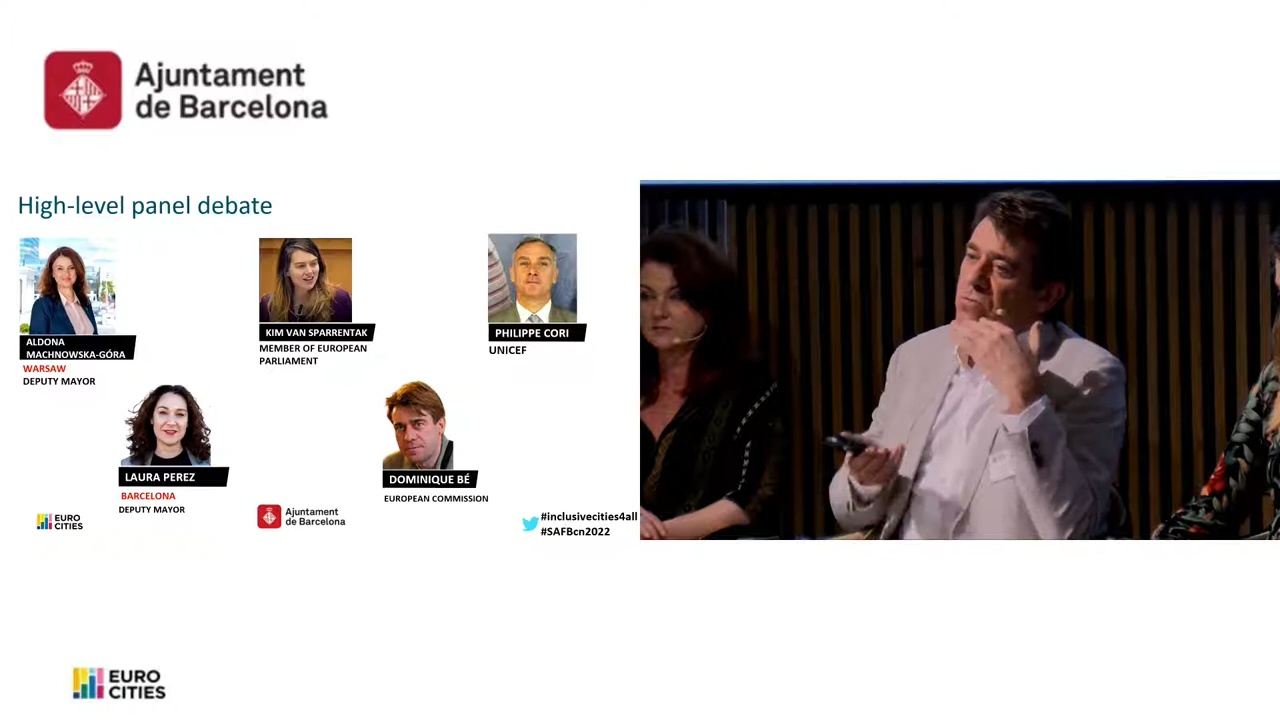 Ajuntament
de Barcelona
High-level panel debate
ALDONA
MACHNOWSKA-GÓRA
WARSAW
DEPUTY MAYOR
KIM VAN SPARRENTAK
MEMBER OF EUROPEAN
PARLIAMENT
PHILIPPE CORI
UNICEF
LAURA PEREZ
BARCELONA
DEPUTY MAYOR
DOMINIQUE BÉ
EUROPEAN COMMISSION
EURO
CITIES
Ajuntament
de Barcelona
#inclusivecities4all
#SAFBcn2022
EURO
CITIES